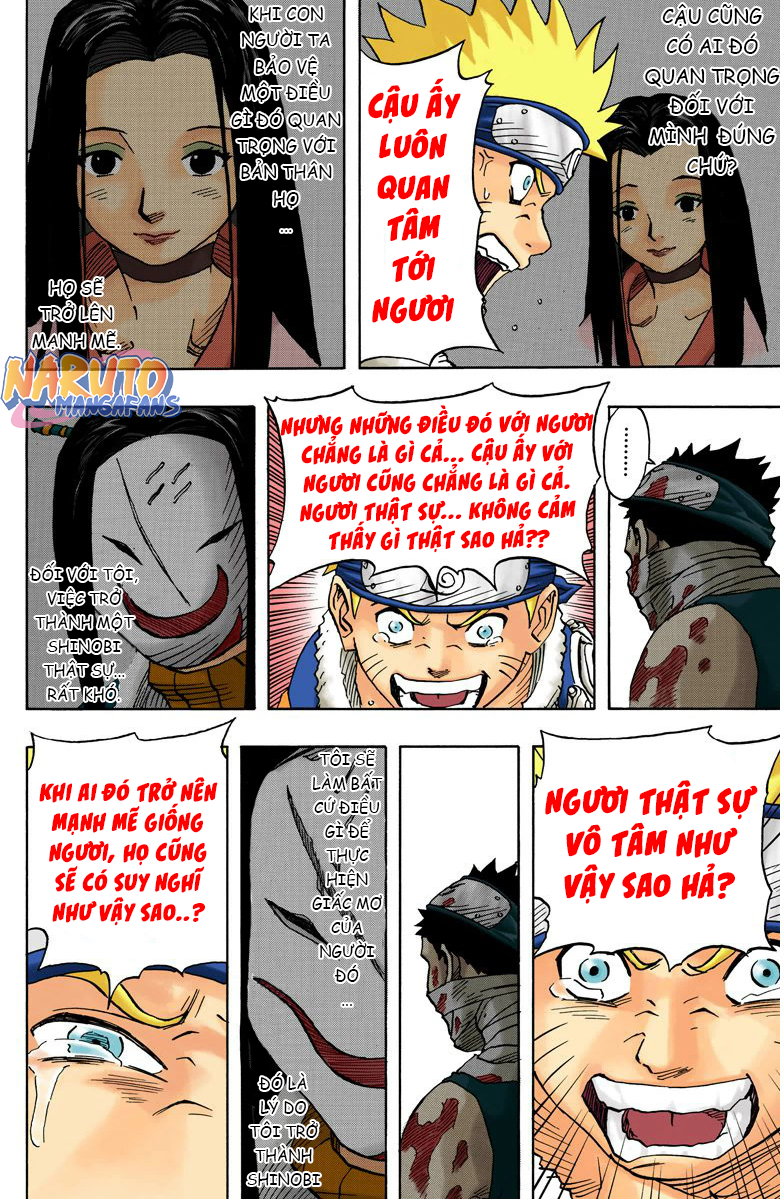 CẬU CŨNG
CÓ AI ĐÓ
QUAN TRỌNG
ĐỐI VỚI
MÌNH ĐÚNG
CHỨ?
CẬU ẤY
LUÔN
QUAN
TÂM
TỚI
NGƯƠI
KHI CON
NGƯỜI TA
BẢO VỆ
MỘT ĐIỀU
GÌ ĐÓ QUAN
TRỌNG VỚI
BẢN THÂN
HỌ
...
HỌ SẼ
TRỞ LÊN
MẠNH MẼ.
NARUTO
MANGAFANS
.......
NHƯNG NHỮNG ĐIỀU ĐÓ VỚI NGƯƠI
CHẲNG LÀ GÌ CẢ... CẬU ẤY VỚI
NGƯƠI CŨNG CHẲNG LÀ GÌ CẢ.
NGƯƠI THẬT SỰ... KHÔNG CẢM
THẤY GÌ THẬT SAO HẢ??
ĐỐI VỚI TÔI,
VIỆC TRỞ
THÀNH MỘT
SHINOBI
THẬT SỰ...
RẤT KHÓ.
NGƯƠI THẬT SỰ
VÔ TÂM NHƯ
VẬY SAO HẢ?
TÔI SẼ
LÀM BẤT
CỨ ĐIỀU
GÌ ĐỂ
THỰC
HIỆN
GIẤC MƠ
CỦA
NGƯỜI
ĐÓ
...
ĐÓ LÀ
LÝ DO
TÔI TRỞ
THÀNH
SHINOBI
KHI AI ĐÓ TRỞ NÊN
MẠNH MẼ GIỐNG
NGƯƠI, HỌ CŨNG
SẼ CÓ SUY NGHĨ
NHƯ VẬY SAO..?